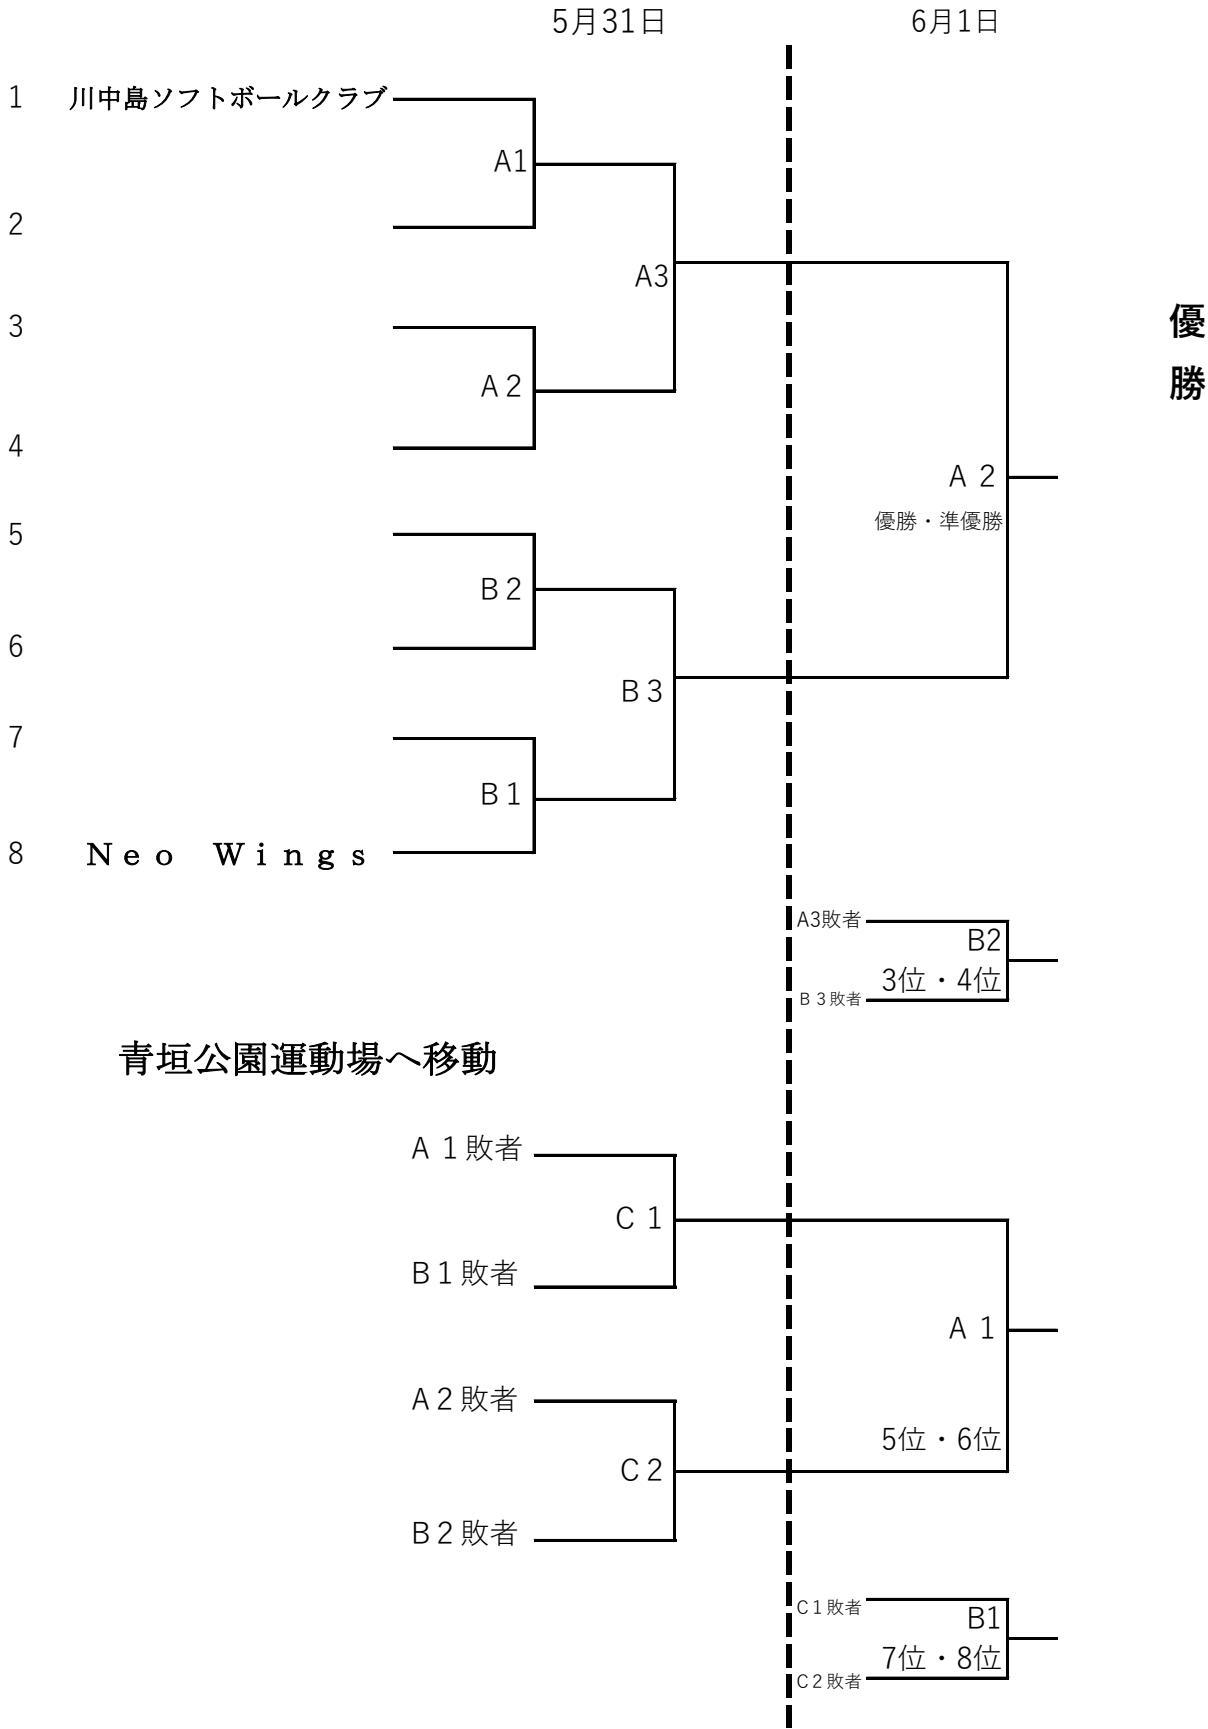 5月31日 6月1日
1 川中島ソフトボールクラブ
A1
2
A3
3
優
勝
A２
4
A ２
優勝・準優勝
5
B２
6
B３
7
B１
8 Ｎｅｏ　Ｗｉｎｇｓ
A3敗者
B2
3位・4位
B３敗者
青垣公園運動場へ移動
A １敗者
C １
B１敗者
A １
A２敗者
5位・6位
C２
B２敗者
C１敗者
B1
7位・8位
C２敗者